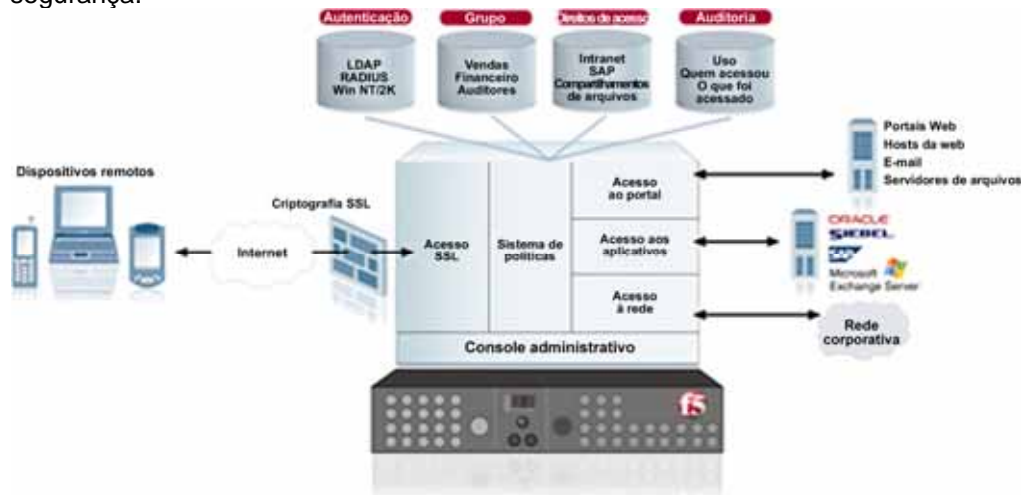 segurança.
Autenticação
Grupo
Direitos de acesso
Auditoria
LDAP
RADIUS
Win NT/2K
Vendas
Financeiro
Auditores
Intranet
SAP
Compartilhamentos
de arquivos
Uso
Quem acessou
O que foi
acessado
Portais Web
Hosts da web
E-mail
Servidores de arquivos
Dispositivos remotos
Criptografia SSL
Internet
Acesso
SSL
Sistema de
políticas
Acesso
ao portal
Acesso aos
aplicativos
Acesso
à rede
ORACLE
SIEBEL
SAP
Microsoft
Exchange Server
Rede
corporativa
Console administrativo
f5